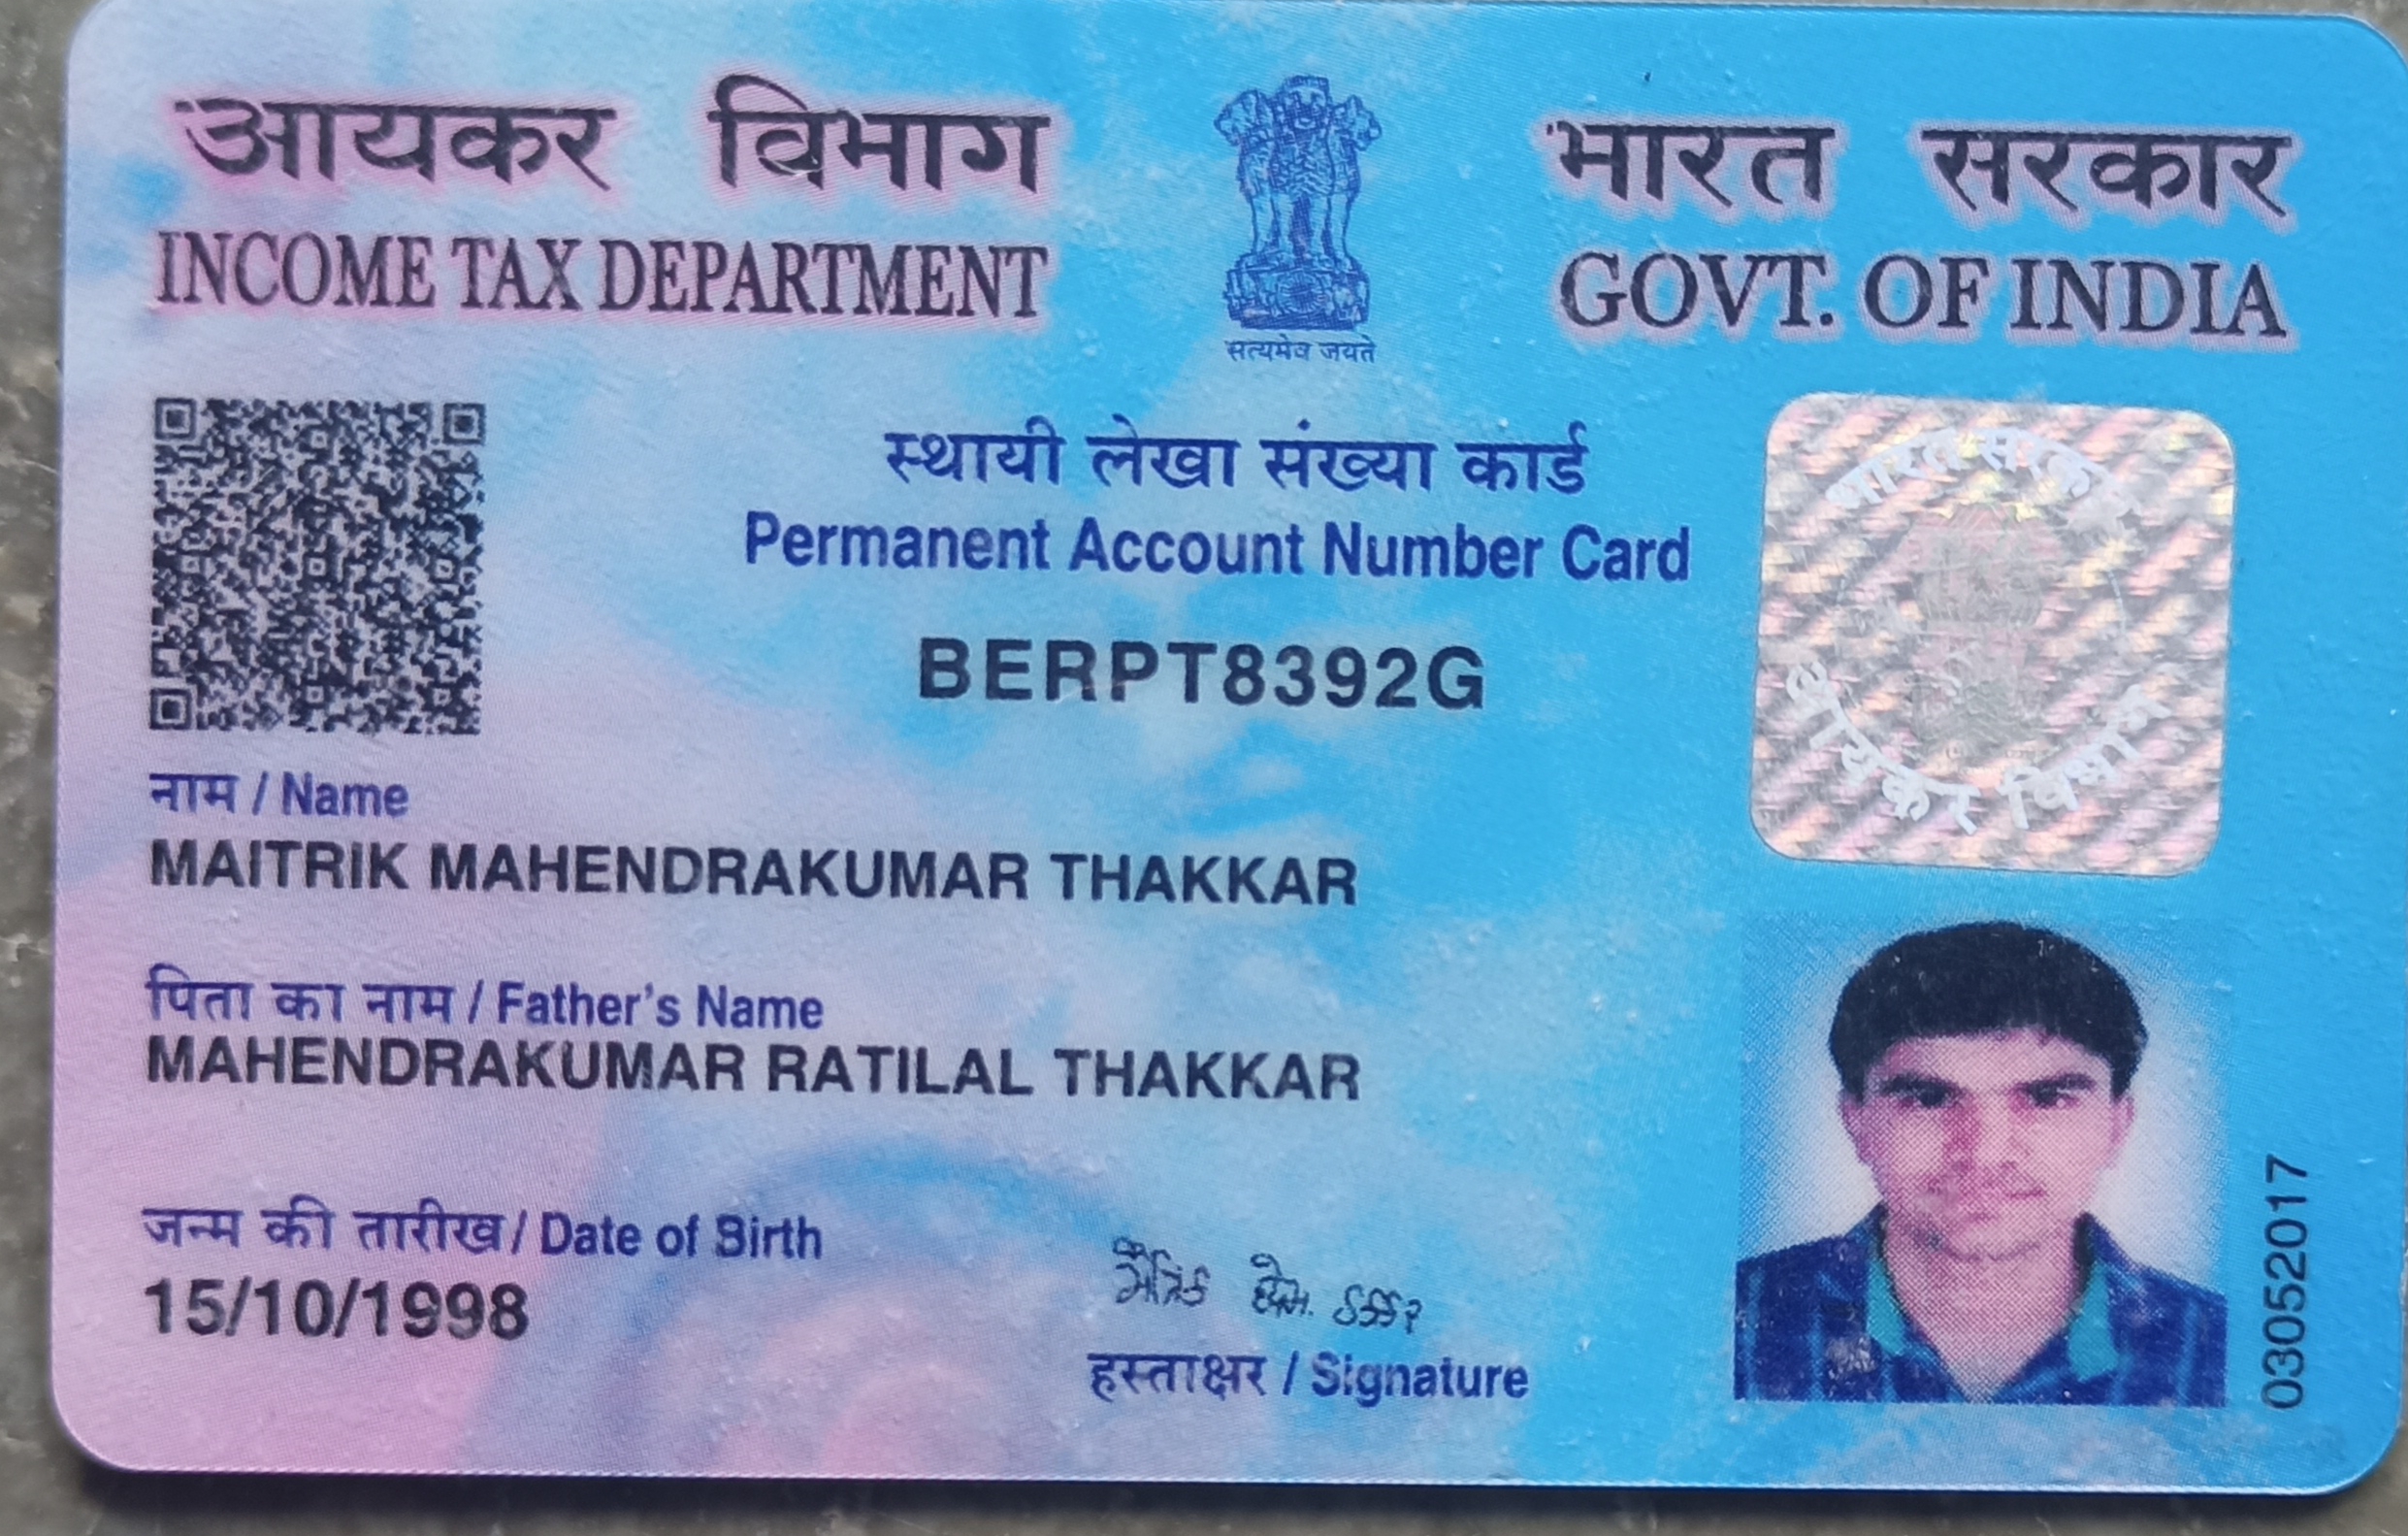 आयकर विभाग
INCOME TAX DEPARTMENT
सत्यमेव जयते
भारत सरकार
GOVT. OF INDIA
स्थायी लेखा संख्या कार्ड
Permanent Account Number Card
BERPT8392G
भारत सरकार
आयकर विभाग
नाम / Name
MAITRIK MAHENDRAKUMAR THAKKAR
पिता का नाम / Father's Name
MAHENDRAKUMAR RATILAL THAKKAR
जन्म की तारीख / Date of Birth
15/10/1998
हस्ताक्षर / Signature
03052017